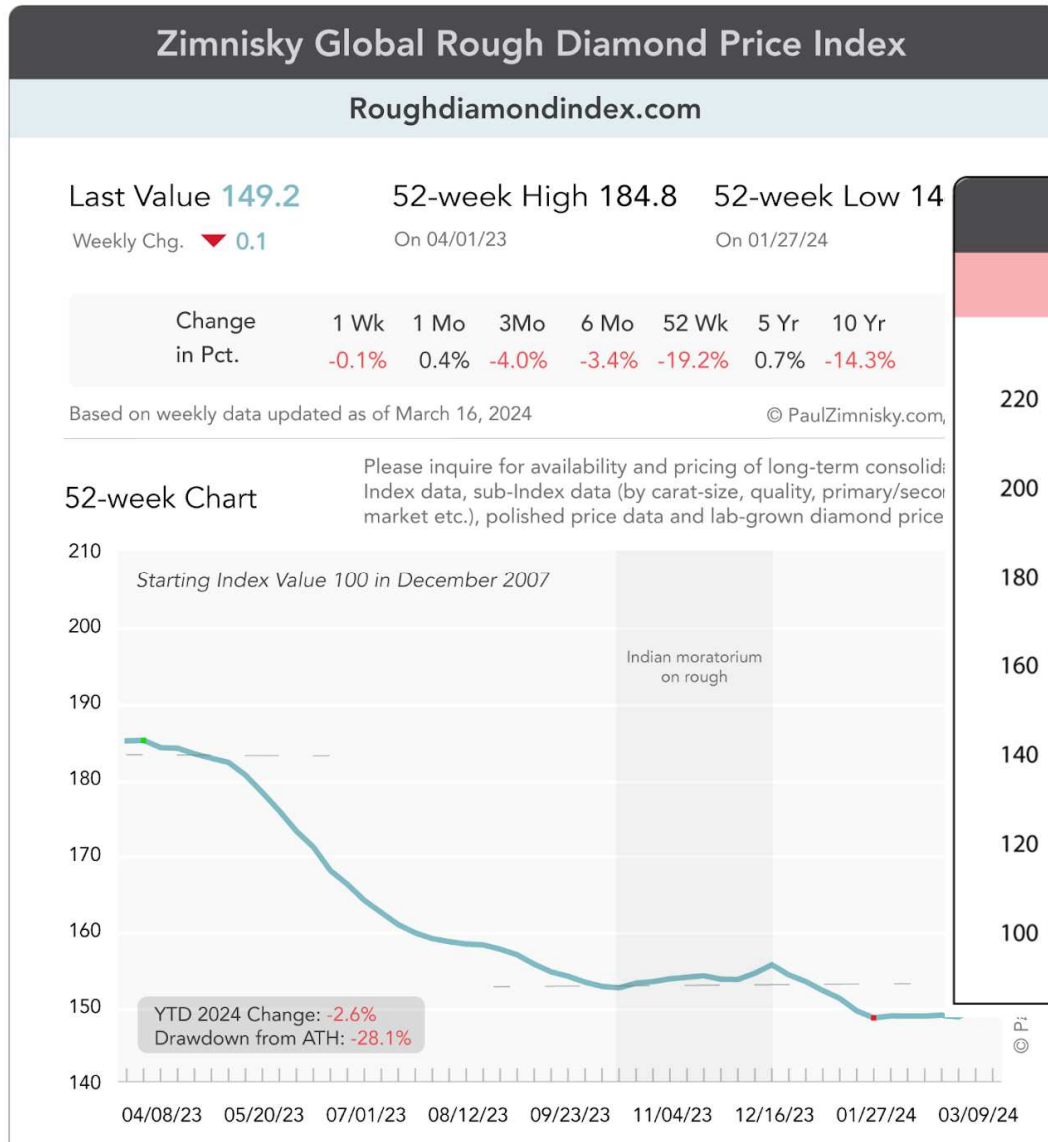 Zimnisky Global Rough Diamond Price Index
Roughdiamondindex.com
Last Value 149.2
Weekly Chg. ▼ 0.1
52-week High 184.8
On 04/01/23
52-week Low 14
On 01/27/24
Change in Pct.
1 Wk 1 Mo 3Mo 6 Mo 52 Wk 5 Yr 10 Yr
-0.1% 0.4% -4.0% -3.4% -19.2% 0.7% -14.3%
Based on weekly data updated as of March 16, 2024
© PaulZimnisky.com,
52-week Chart
Please inquire for availability and pricing of long-term
Index data, sub-Index data (by carat-size, quality,
market etc.), polished price data and lab-grown diamond price
210
200
190
180
170
160
150
140
Starting Index Value 100 in December 2007
Indian moratorium
on rough
YTD 2024 Change: -2.6%
Drawdown from ATH: -28.1%
04/08/23 05/20/23 07/01/23 08/12/23 09/23/23 11/04/23 12/16/23 01/27/24 03/09/24
220
200
180
160
140
120
100
©